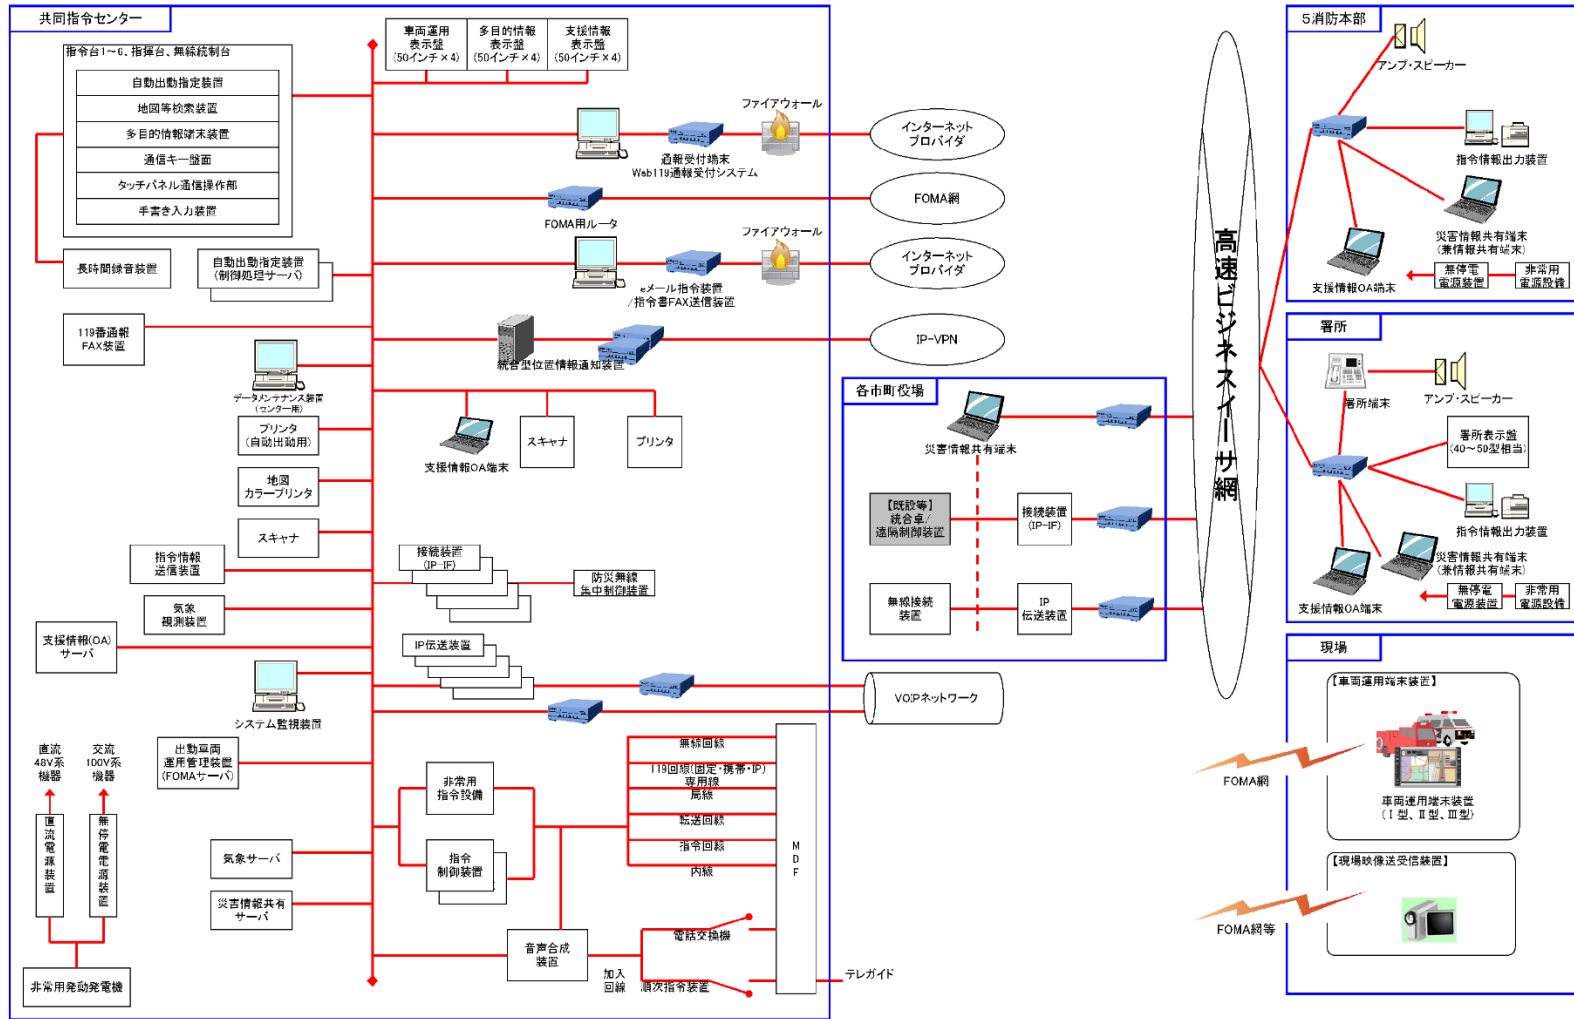 共同指令センター
指令台1～6、指揮台、無線統制台
自動出動指定装置
地図等検索装置
多目的情報端末装置
通信キー盤面
タッチパネル通信操作部
手書き入力装置
長時間録音装置
自動出動指定装置
(制御処理サーバ)
119番通報
FAX装置
データメンテナンス装置
(センター用)
プリンタ
(自動出動用)
地図
カラープリンタ
スキャナ
指令情報
送信装置
気象
観測装置
支援情報(OA)
サーバ
システム監視装置
直流
48V系
機器
交流
100V系
機器
出動車両
運用管理装置
(FOMAサーバ)
直流電源装置
無停電電源装置
気象サーバ
災害情報共有
サーバ
非常用発動発電機
車両運用
表示盤
(50インチ×4)
多目的情報
表示盤
(50インチ×4)
支援情報
表示盤
(50インチ×4)
ファイアウォール
通報受付端末
Web119通報受付システム
インターネット
プロバイダ
FOMA用ルータ
FOMA網
ファイアウォール
eメール指令装置
/指令書FAX送信装置
インターネット
プロバイダ
統合型位置情報通知装置
IP-VPN
支援情報OA端末
スキャナ
プリンタ
接続装置
(IP-IF)
防災無線
集中制御装置
IP伝送装置
VOIPネットワーク
非常用
指令設備
指令
制御装置
音声合成
装置
無線回線
119回線(固定・携帯・IP)
専用線
局線
転送回線
指令回線
内線
電話交換機
加入
回線
順次指令装置
MDF
テレガイド
各市町役場
災害情報共有端末
【既設等】
統合卓/
遠隔制御装置
接続装置
(IP-IF)
無線接続
装置
IP
伝送装置
高速ビジネスイーサ網
5消防本部
アンプ・スピーカー
指令情報出力装置
災害情報共有端末
(兼情報共有端末)
支援情報OA端末
無停電
電源装置
非常用
電源設備
署所
署所端末
アンプ・スピーカー
署所表示盤
(40～50型相当)
指令情報出力装置
災害情報共有端末
(兼情報共有端末)
支援情報OA端末
無停電
電源装置
非常用
電源設備
現場
【車両運用端末装置】
FOMA網
車両運用端末装置
(Ⅰ型、Ⅱ型、Ⅲ型)
【現場映像送受信装置】
FOMA網等